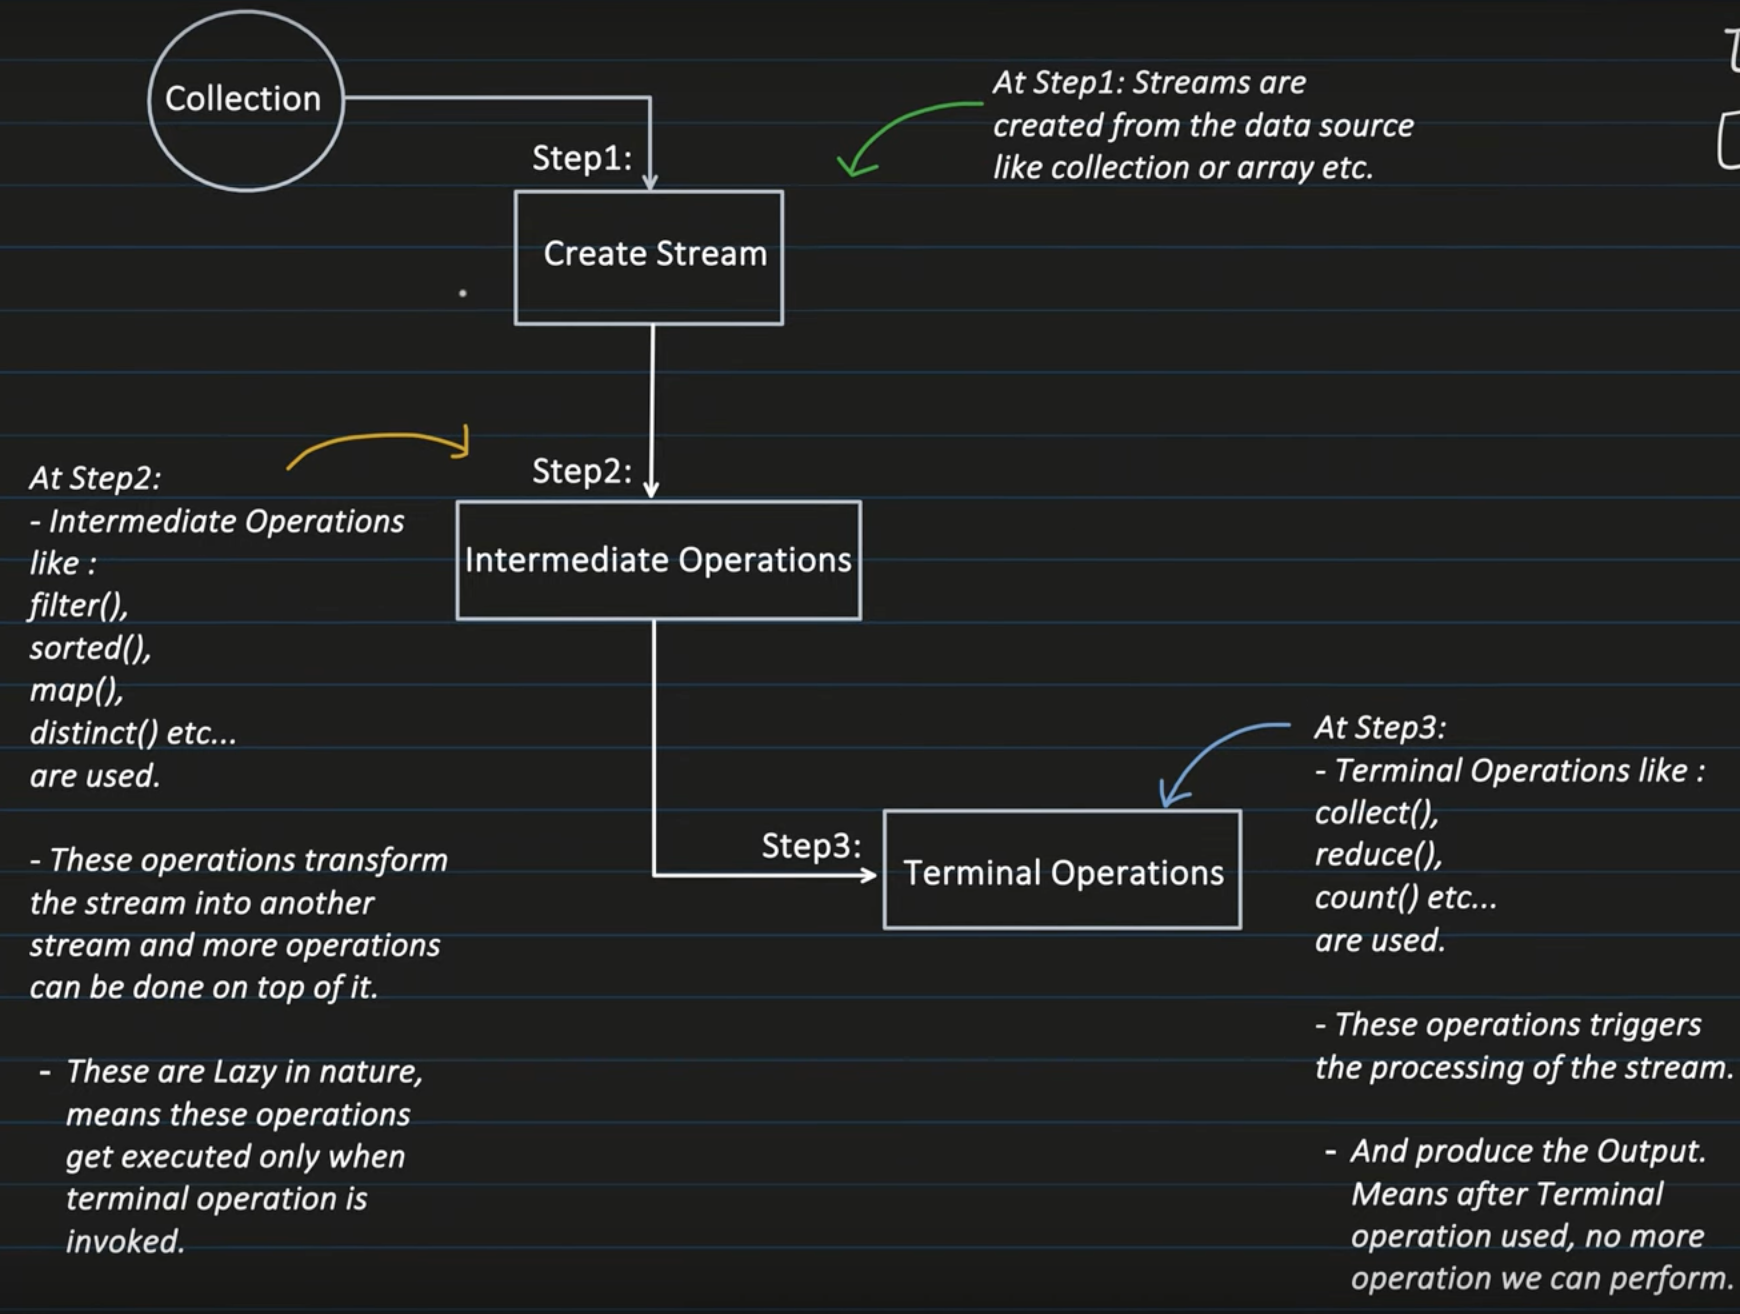 Collection
At Step1: Streams are
created from the data source
like collection or array etc.
Step1:
Create Stream
At Step2:
- Intermediate Operations
like :
filter(),
sorted(),
map(),
distinct() etc...
are used.
- These operations transform
the stream into another
stream and more operations
can be done on top of it.
- These are Lazy in nature,
means these operations
get executed only when
terminal operation is
invoked.
Step2:
Intermediate Operations
Step3:
Terminal Operations
At Step3:
- Terminal Operations like :
collect(),
reduce(),
count() etc...
are used.
- These operations triggers
the processing of the stream.
- And produce the Output.
Means after Terminal
operation used, no more
operation we can perform.